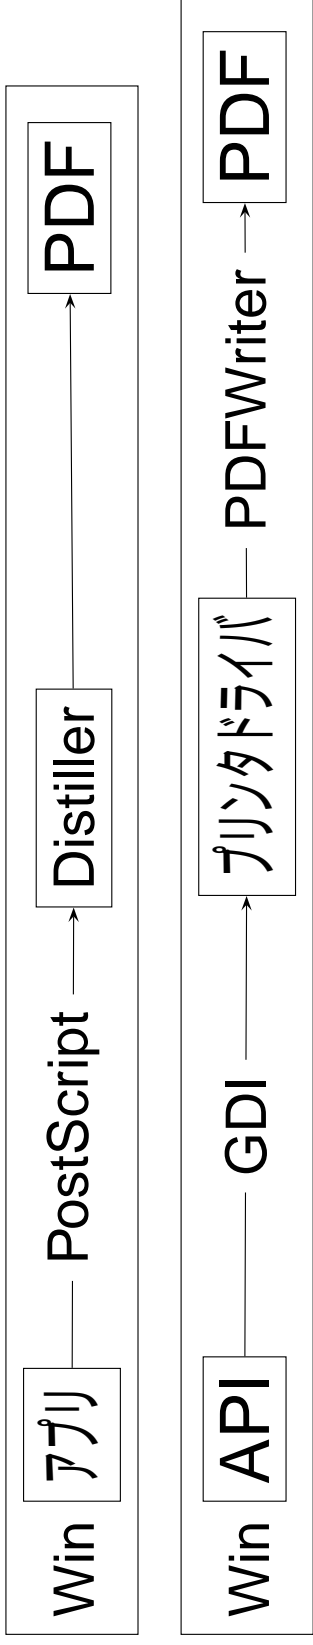 Win アプリ PostScript Distiller PDF
Win API GDI プリンタドライバ PDFWriter PDF